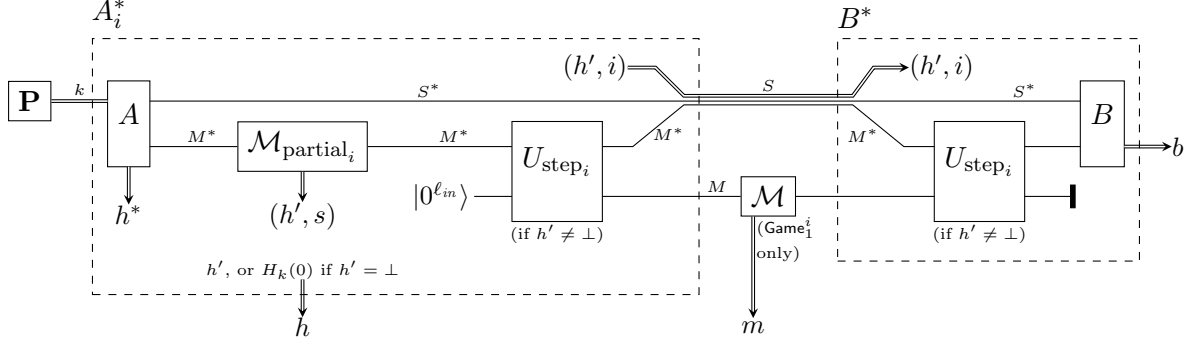 A_i^* B^*
(h′, i) (h′, i)
P k A S^* S S^* B
M^* M_partial_i M^* U_step_i M^* M^* U_step_i b
h^* (h′, s) |0^{ℓ_in}⟩ M M
(if h′ ≠ ⊥) (Game_1^i (if h′ ≠ ⊥)
only)
h′, or H_k(0) if h′ = ⊥
h m